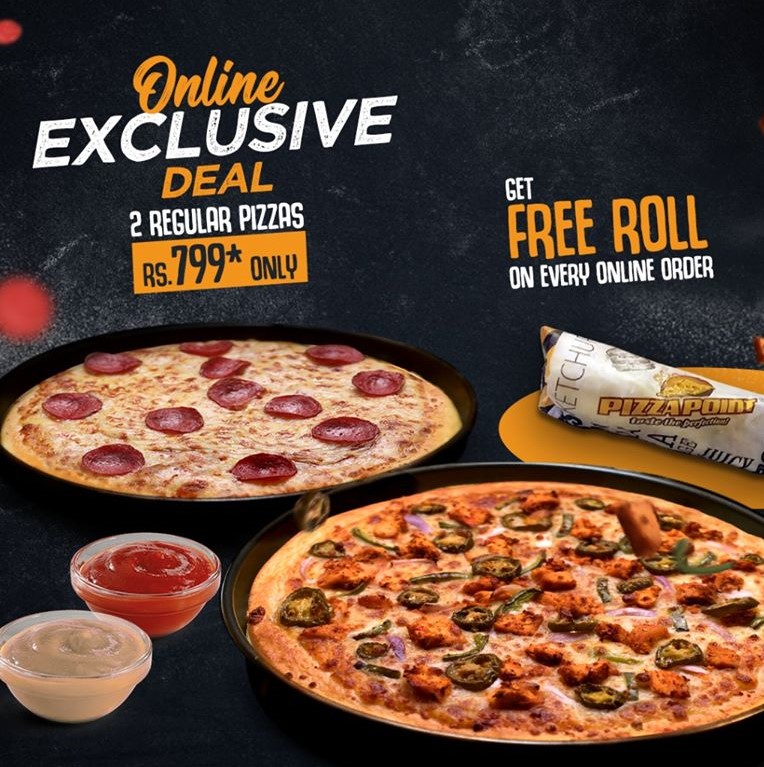 Online
EXCLUSIVE
DEAL
2 REGULAR PIZZAS
RS.799* ONLY
GET
FREE ROLL
ON EVERY ONLINE ORDER
PIZZAPOINT
taste the perfection!
JUICY